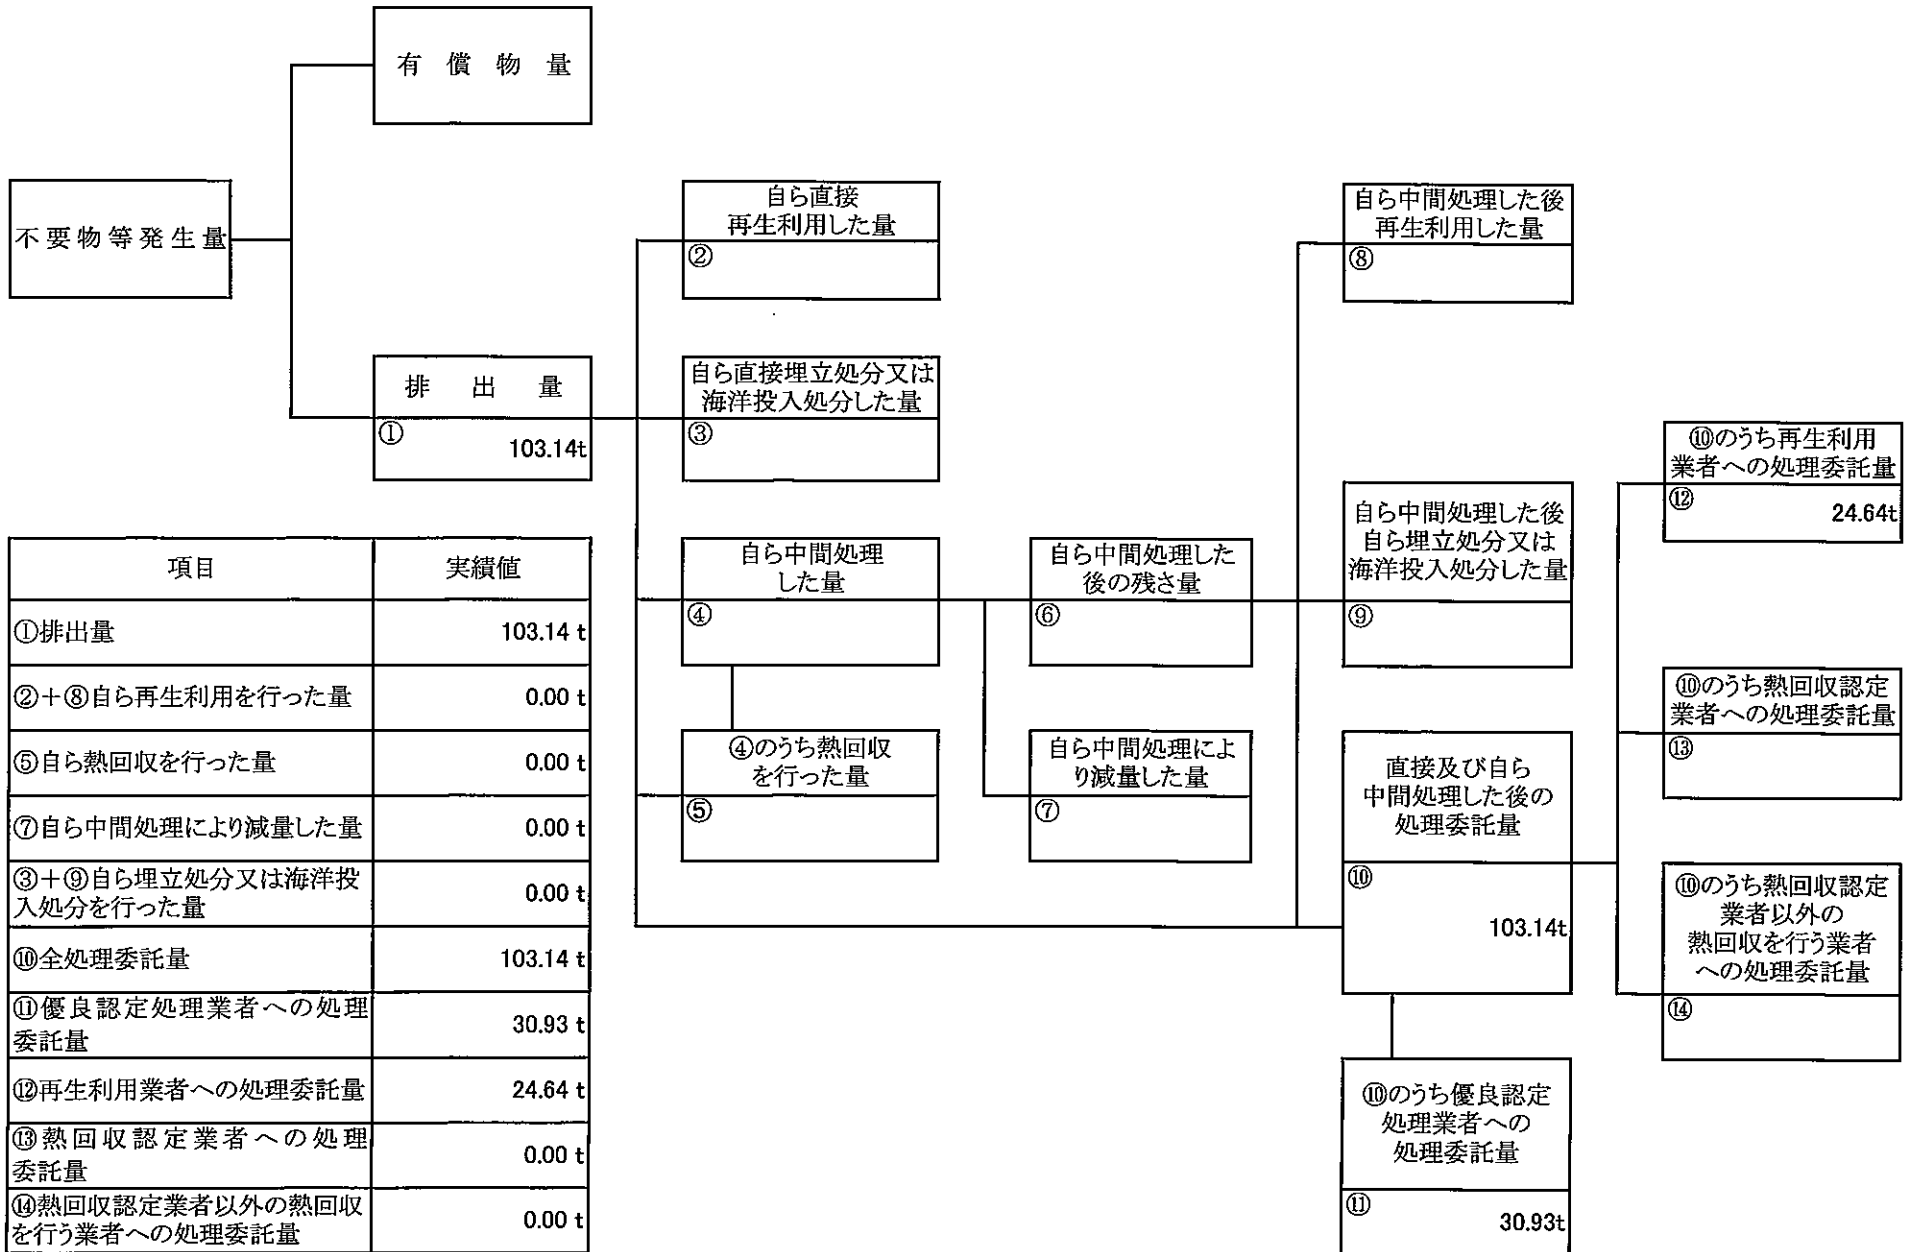 有償物量
不要物等発生量
排出量
①
103.14t
自ら直接
再生利用した量
②
自ら直接埋立処分又は
海洋投入処分した量
③
自ら中間処理
した量
④
④のうち熱回収
を行った量
⑤
自ら中間処理した
後の残さ量
⑥
自ら中間処理によ
り減量した量
⑦
自ら中間処理した後
再生利用した量
⑧
自ら中間処理した後
自ら埋立処分又は
海洋投入処分した量
⑨
直接及び自ら
中間処理した後の
処理委託量
⑩
103.14t
⑩のうち優良認定
処理業者への
処理委託量
⑪
30.93t
⑩のうち再生利用
業者への処理委託量
⑫
24.64t
⑩のうち熱回収認定
業者への処理委託量
⑬
⑩のうち熱回収認定
業者以外の
熱回収を行う業者
への処理委託量
⑭
項目 実績値
①排出量 103.14 t
②+⑧自ら再生利用を行った量 0.00 t
⑤自ら熱回収を行った量 0.00 t
⑦自ら中間処理により減量した量 0.00 t
③+⑨自ら埋立処分又は海洋投
入処分を行った量 0.00 t
⑩全処理委託量 103.14 t
⑪優良認定処理業者への処理
委託量 30.93 t
⑫再生利用業者への処理委託量 24.64 t
⑬熱回収認定業者への処理
委託量 0.00 t
⑭熱回収認定業者以外の熱回収
を行う業者への処理委託量 0.00 t